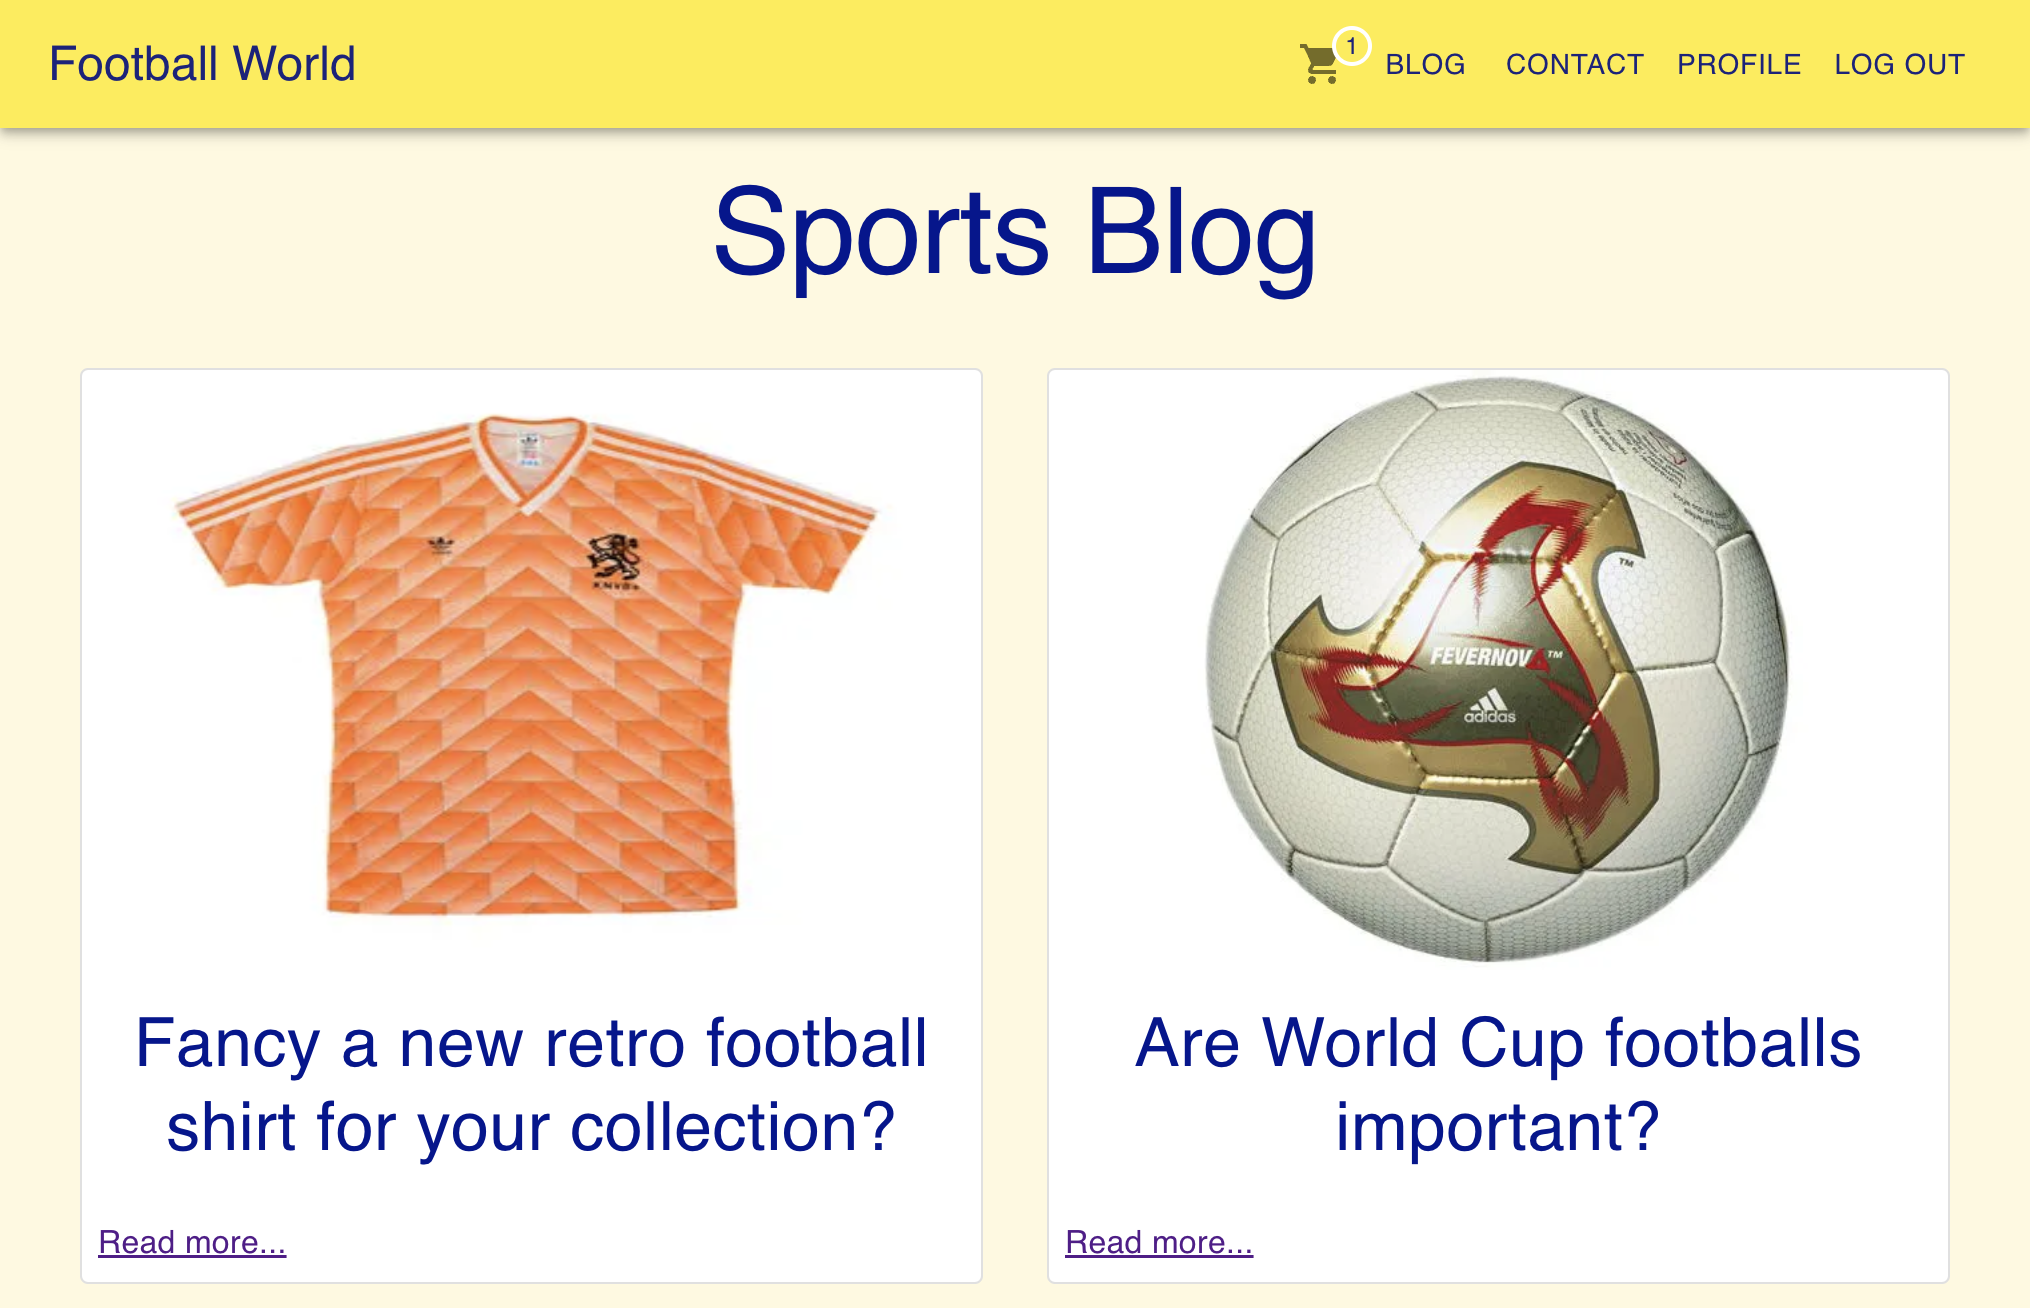 Football World
1
BLOG
CONTACT
PROFILE
LOG OUT
Sports Blog
KNVB
TM
FEVERNOVA™
adidas
Fancy a new retro football
shirt for your collection?
Are World Cup footballs
important?
Read more...
Read more...